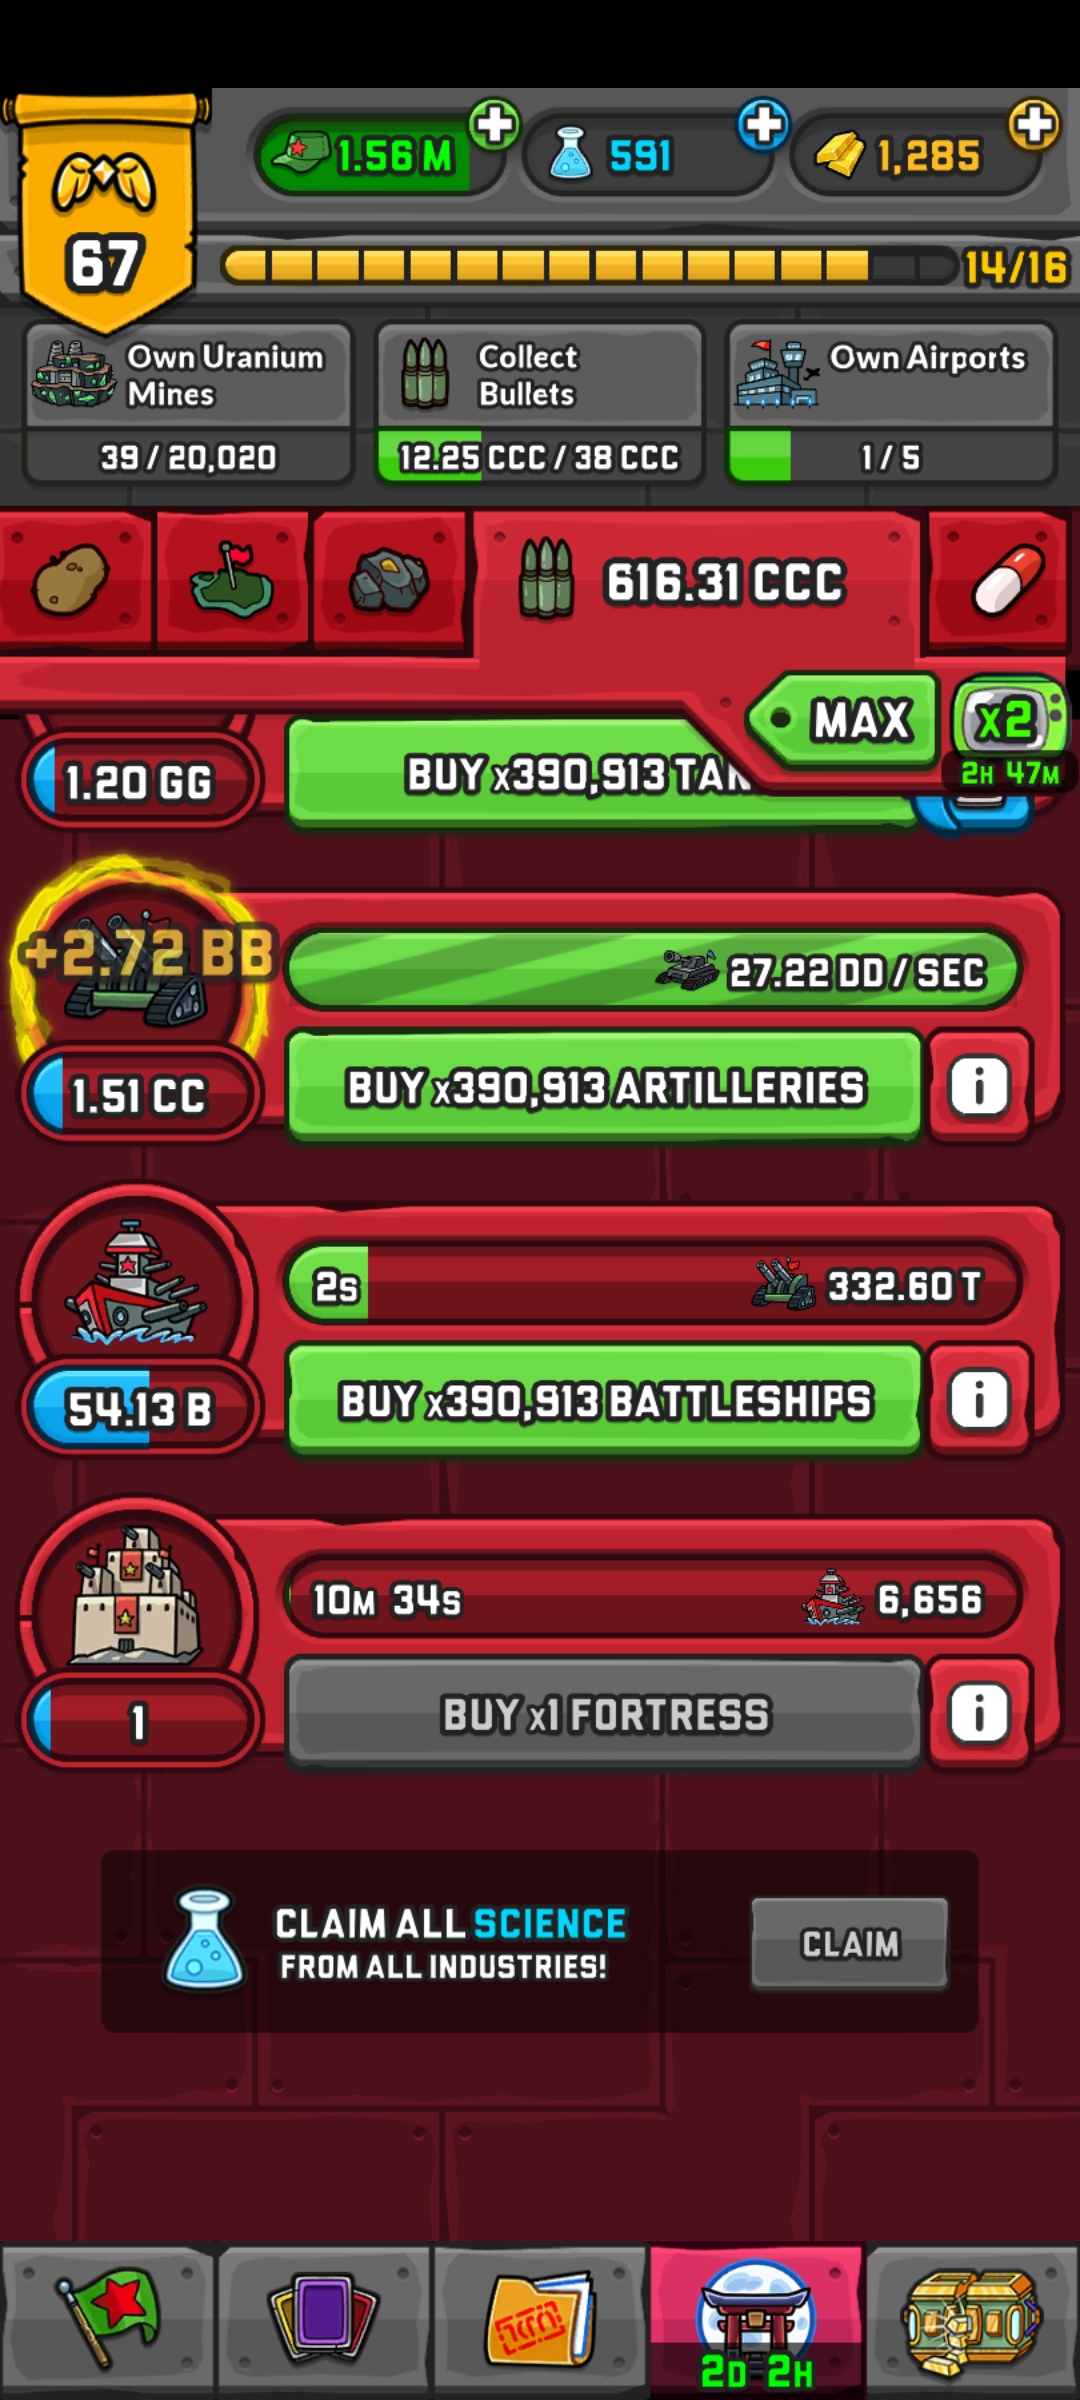 1.56 M
591
1,285
67
14/16
Own Uranium
Mines
39 / 20,020
Collect
Bullets
12.25 CCC / 38 CCC
Own Airports
1 / 5
616.31 CCC
MAX
x2
2H 47M
1.20 GG
BUY x390,913
+2.72 BB
27.22 DD / SEC
1.51 CC
BUY x390,913 ARTILLERIES
i
2s
332.60 T
54.13 B
BUY x390,913 BATTLESHIPS
i
10M 34s
6,656
1
BUY x1 FORTRESS
i
CLAIM ALL SCIENCE
FROM ALL INDUSTRIES!
CLAIM
2D 2H